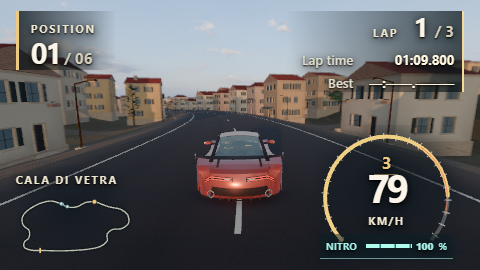 POSITION
01 / 06
LAP 1 / 3
Lap time 01:09.800
Best --:--.---
CALA DI VETRA
3
79
KM/H
NITRO 100 %